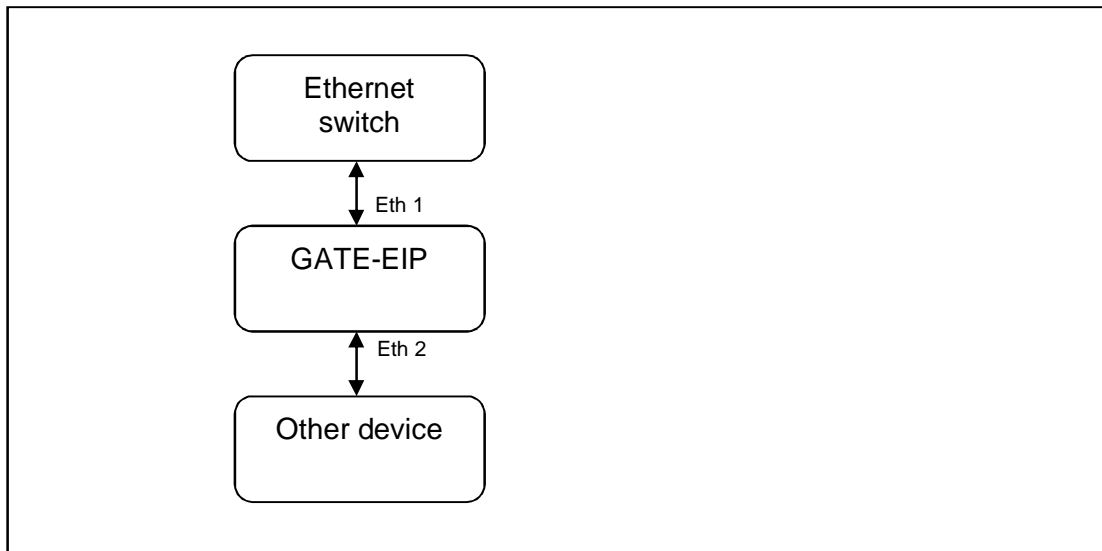 Ethernet
switch
Eth 1
GATE-EIP
Eth 2
Other device